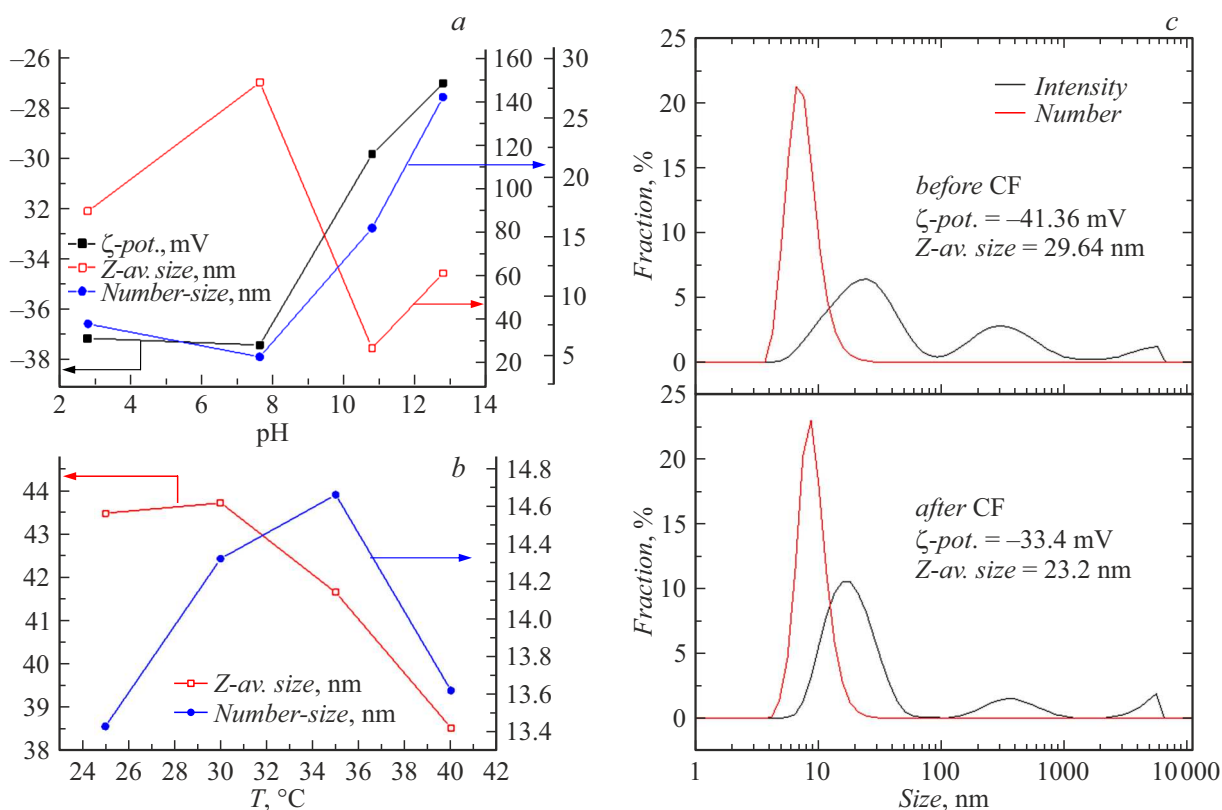 a
−26
−28
−30
−32
−34
−36
−38
160
140
120
100
80
60
40
20
30
25
20
15
10
5
ζ-pot., mV
Z-av. size, nm
Number-size, nm
2 4 6 8 10 12 14
pH
b
44
43
42
41
40
39
38
14.8
14.6
14.4
14.2
14.0
13.8
13.6
13.4
Z-av. size, nm
Number-size, nm
24 26 28 30 32 34 36 38 40 42
T, °C
c
25
20
15
10
5
0
Fraction, %
Intensity
Number
before CF
ζ-pot. = –41.36 mV
Z-av. size = 29.64 nm
25
20
15
10
5
0
Fraction, %
after CF
ζ-pot. = –33.4 mV
Z-av. size = 23.2 nm
1 10 100 1000 10000
Size, nm